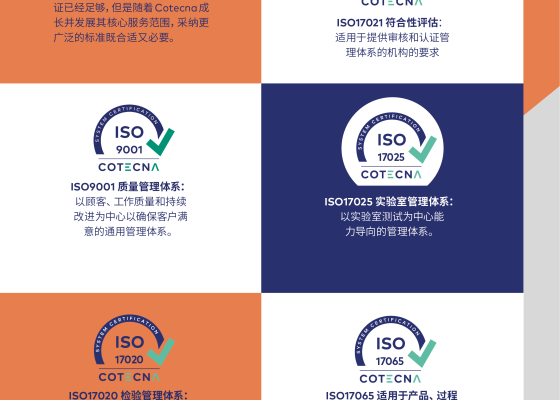 证已经足够，但是随着 Cotecna 成
长并发展其核心服务范围，采纳更
广泛的标准既合适又必要。
COTECNA
ISO17021 符合性评估：
适用于提供审核和认证管
理体系的机构的要求
SYSTEM CERTIFICATION
ISO
9001
COTECNA
ISO9001 质量管理体系：
以顾客、工作质量和持续
改进为中心以确保客户满
意的通用管理体系。
SYSTEM CERTIFICATION
ISO
17025
COTECNA
ISO17025 实验室管理体系：
以实验室测试为中心能
力导向的管理体系。
SYSTEM CERTIFICATION
ISO
17020
COTECNA
ISO17020 检验管理体系：
SYSTEM CERTIFICATION
ISO
17065
COTECNA
ISO17065 适用于产品、过程